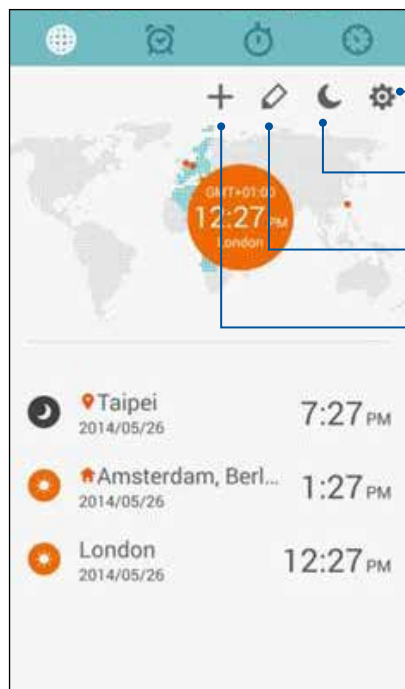 GMT+01:00
12:27 PM
London
Taipei
7:27 PM
2014/05/26
Amsterdam, Berl...
1:27 PM
2014/05/26
London
12:27 PM
2014/05/26